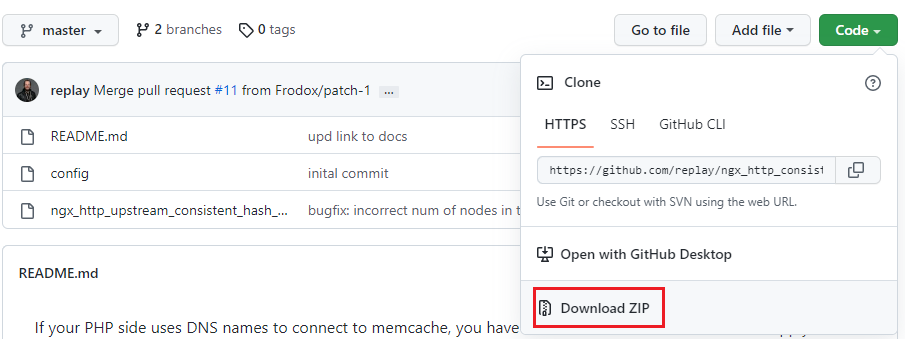 master 2 branches 0 tags Go to file Add file Code
replay Merge pull request #11 from Frodox/patch-1 ...
Clone
README.md upd link to docs
HTTPS SSH GitHub CLI
config inital commit
https://github.com/replay/ngx_http_consist
Use Git or checkout with SVN using the web URL.
ngx_http_upstream_consistent_hash_... bugfix: incorrect num of nodes in t
Open with GitHub Desktop
README.md
Download ZIP
If your PHP side uses DNS names to connect to memcache, you have